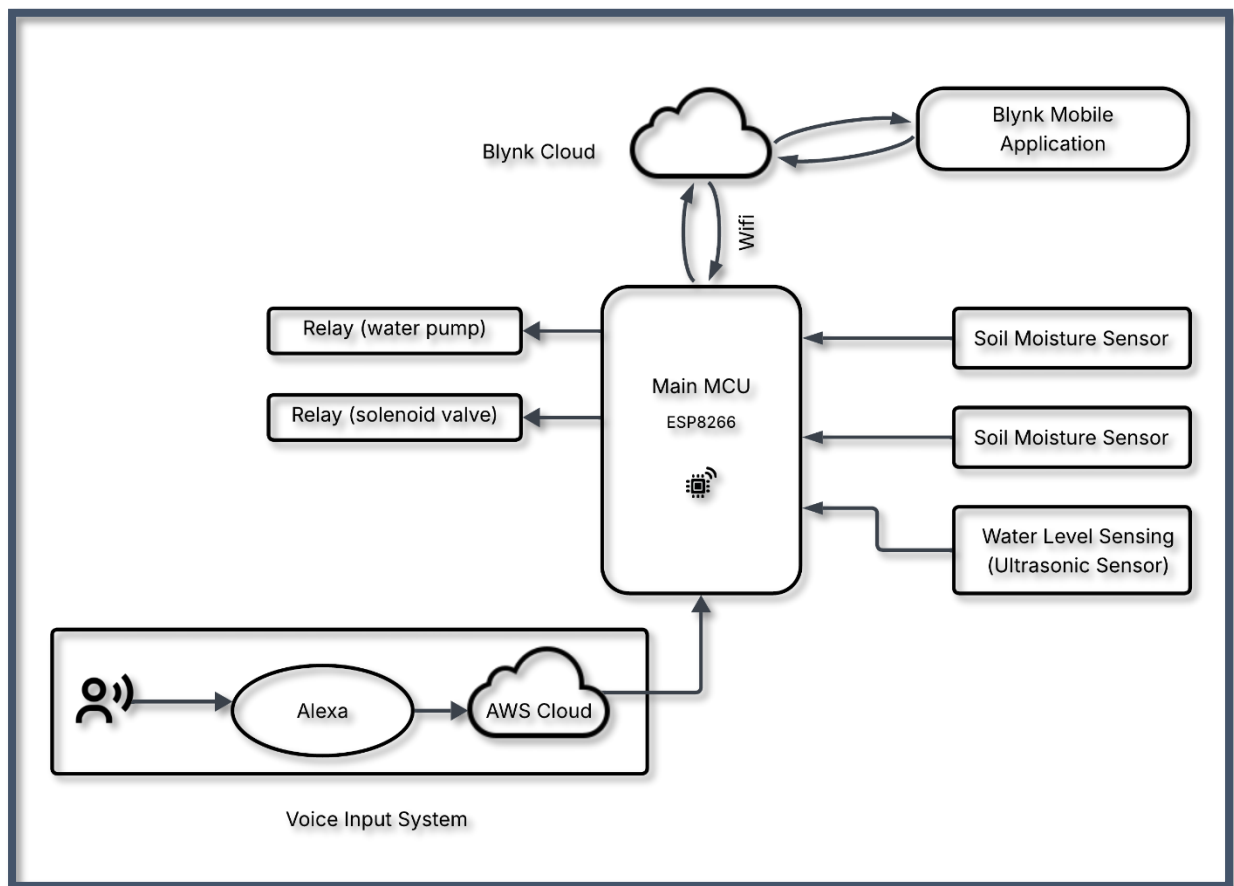 Blynk Cloud
Blynk Mobile
Application
Wifi
Relay (water pump)
Relay (solenoid valve)
Main MCU
ESP8266
Soil Moisture Sensor
Soil Moisture Sensor
Water Level Sensing
(Ultrasonic Sensor)
Alexa
AWS Cloud
Voice Input System